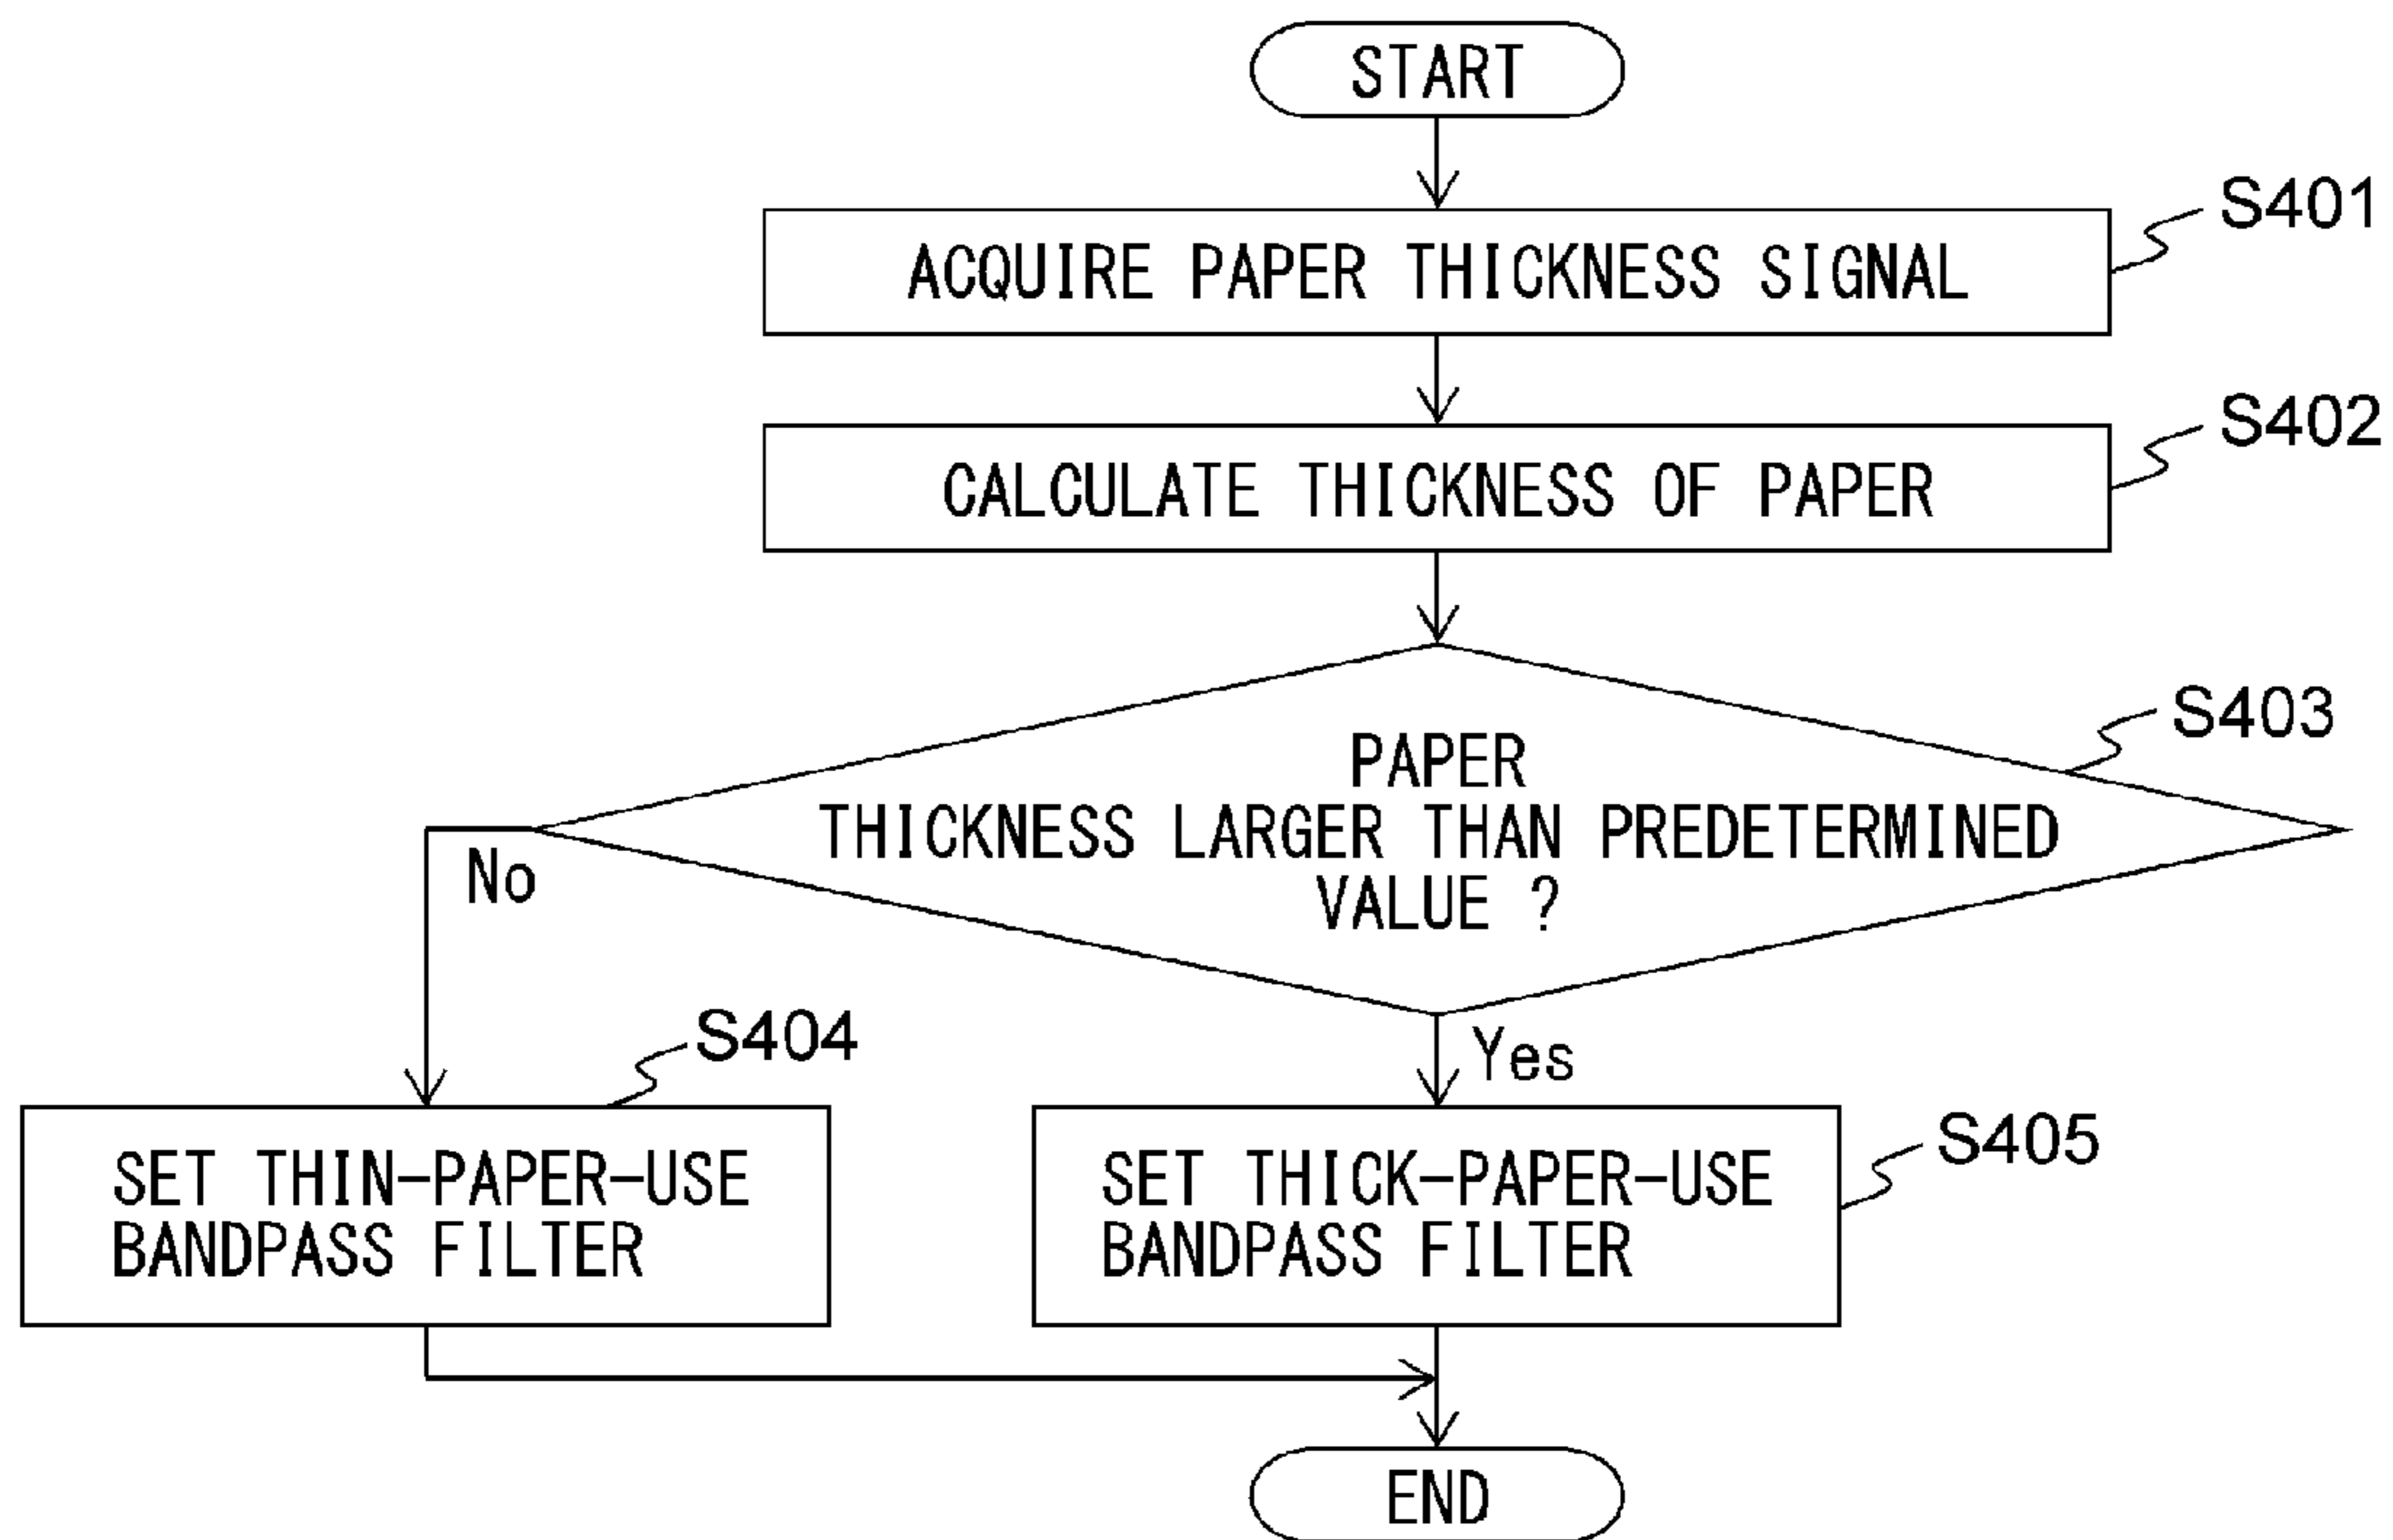 START
S401
ACQUIRE PAPER THICKNESS SIGNAL
S402
CALCULATE THICKNESS OF PAPER
S403
PAPER
THICKNESS LARGER THAN PREDETERMINED
VALUE ?
No
Yes
S404
SET THIN-PAPER-USE
BANDPASS FILTER
S405
SET THICK-PAPER-USE
BANDPASS FILTER
END